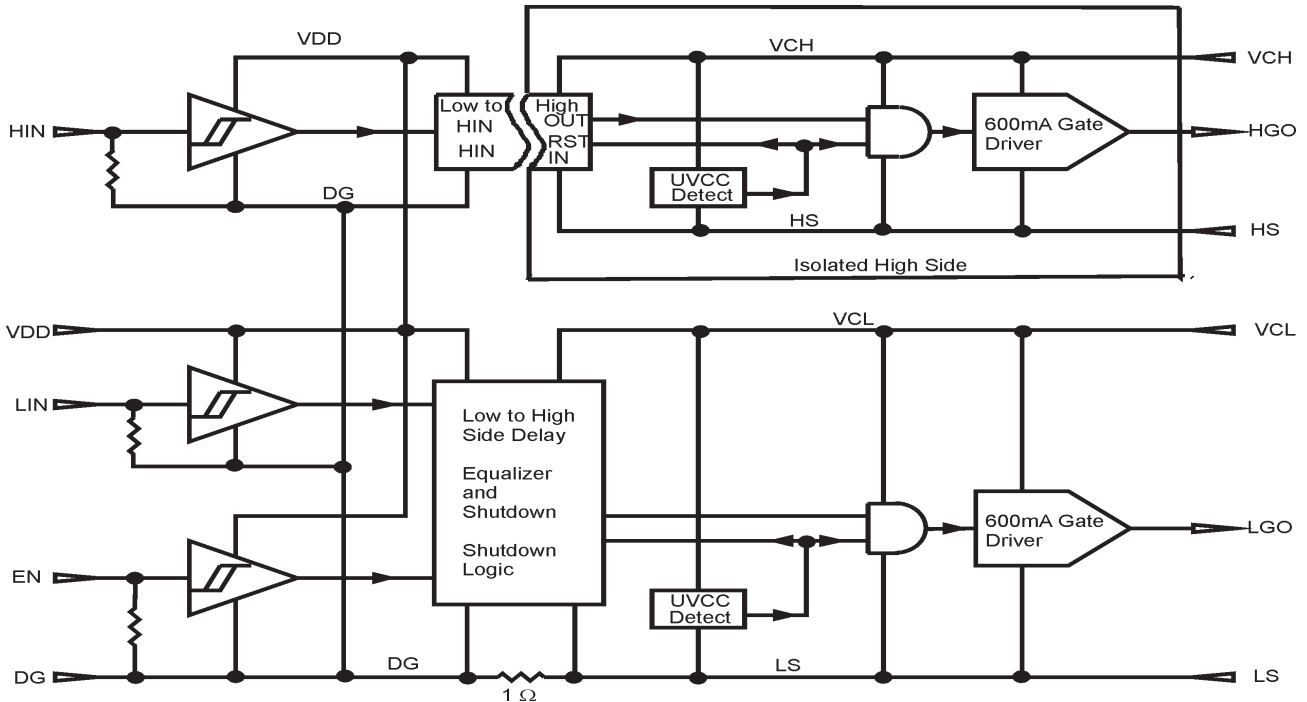 VDD
VCH
VCH
HIN
Low to
HIN
HIN
High
OUT
RST
IN
600mA Gate
Driver
HGO
UVCC
Detect
DG
HS
HS
Isolated High Side
VDD
VCL
VCL
LIN
Low to High
Side Delay
Equalizer
and
Shutdown
Shutdown
Logic
600mA Gate
Driver
LGO
EN
UVCC
Detect
DG
DG
1 Ω
LS
LS